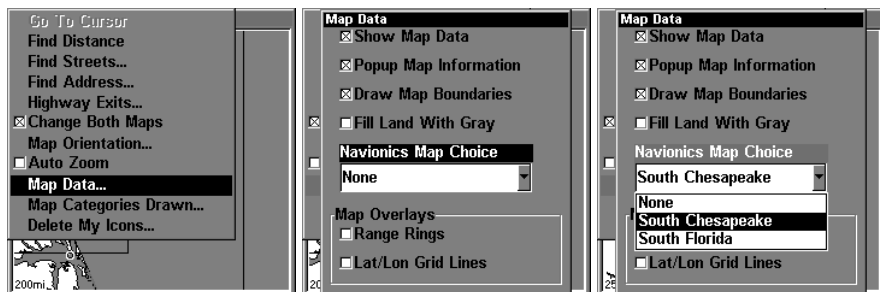 Go To Cursor
Find Distance
Find Streets...
Find Address...
Highway Exits...
Change Both Maps
Map Orientation...
Auto Zoom
Map Data...
Map Categories Drawn...
Delete My Icons...
200mi
Map Data
Show Map Data
Popup Map Information
Draw Map Boundaries
Fill Land With Gray
Navionics Map Choice
None
Map Overlays
Range Rings
Lat/Lon Grid Lines
20
Map Data
Show Map Data
Popup Map Information
Draw Map Boundaries
Fill Land With Gray
Navionics Map Choice
South Chesapeake
None
South Chesapeake
South Florida
Lat/Lon Grid Lines
25